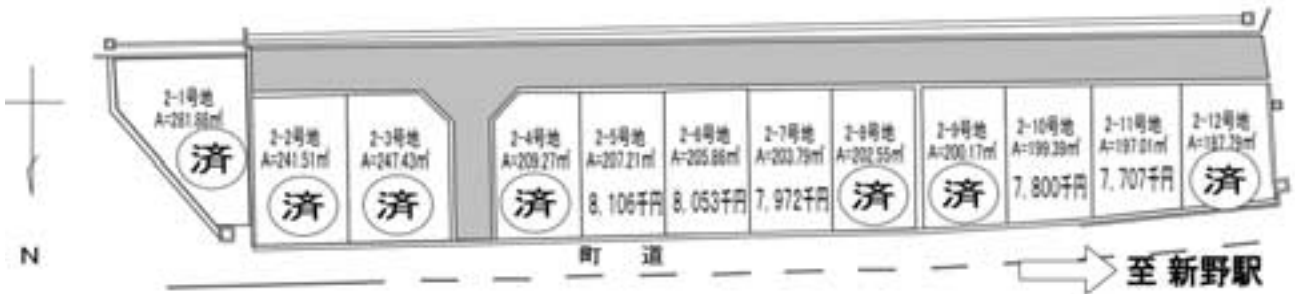 2-1号地
A=281.86㎡
済
2-2号地
A=241.51㎡
済
2-3号地
A=247.43㎡
済
2-4号地
A=209.27㎡
済
2-5号地
A=207.21㎡
8,106千円
2-6号地
A=205.86㎡
8,053千円
2-7号地
A=203.79㎡
7,972千円
2-8号地
A=202.55㎡
済
2-9号地
A=200.17㎡
済
2-10号地
A=199.39㎡
7,800千円
2-11号地
A=197.01㎡
7,707千円
2-12号地
済
N
町 道
至 新野駅